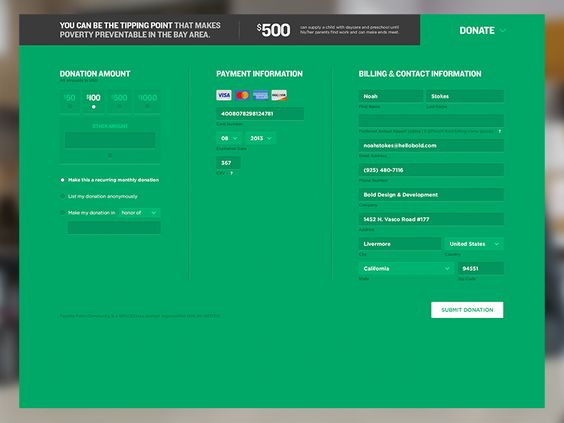 YOU CAN BE THE TIPPING POINT THAT MAKES
POVERTY PREVENTABLE IN THE BAY AREA.
$500
can supply a child with daycare and preschool until
his/her parents find work and can make ends meet.
DONATE
DONATION AMOUNT
$50
$100
$500
$1000
OTHER AMOUNT
Make this a recurring monthly donation
List my donation anonymously
Make my donation in honor of
PAYMENT INFORMATION
VISA
MasterCard
DISCOVER
4008078298124781
Card Number
08
2013
Expiration Date
367
CVV ?
BILLING & CONTACT INFORMATION
Noah
Stokes
First Name
Last Name
Preferred Annual Report Listing
?
noahstokes@hellobold.com
Email Address
(925) 480-7116
Phone Number
Bold Design & Development
Company
1452 N. Vasco Road #177
Address
Livermore
United States
City
Country
California
94551
State
Zip Code
SUBMIT DONATION